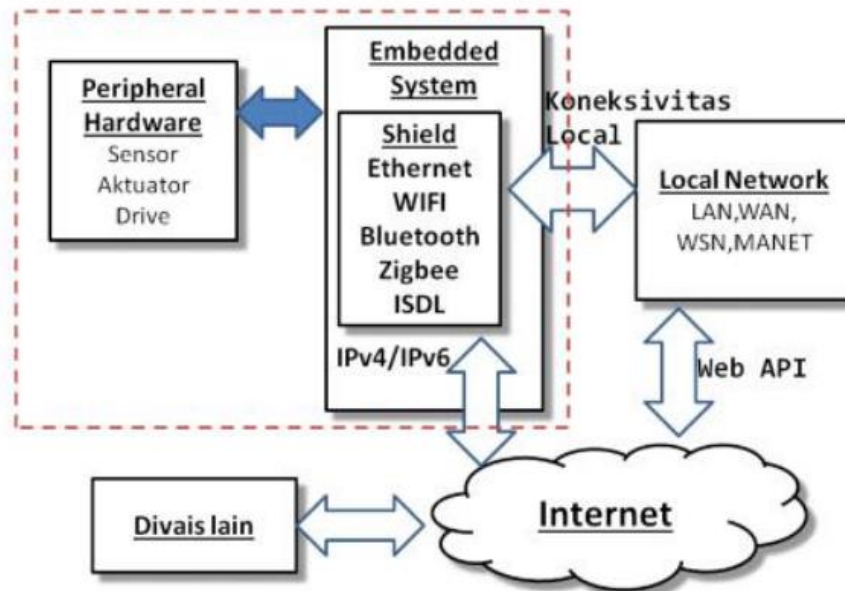 Peripheral
Hardware
Sensor
Aktuator
Drive
Embedded
System
Shield
Ethernet
WIFI
Bluetooth
Zigbee
ISDL
IPv4/IPv6
Koneksivitas
Local
Local Network
LAN,WAN,
WSN,MANET
Web API
Divais lain
Internet